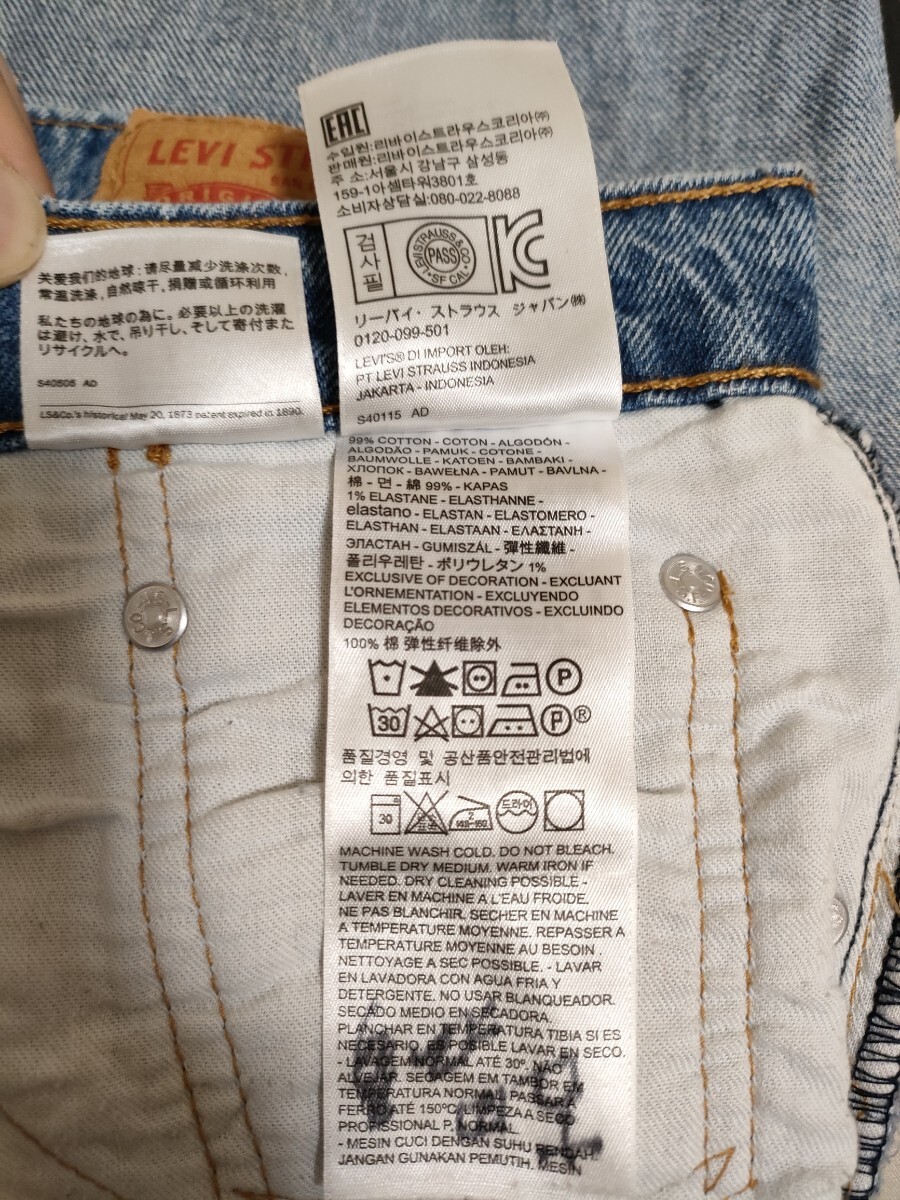 LEVI ST
EAC
수입원:리바이스트라우스코리아㈜
판매원:리바이스트라우스코리아㈜
주 소:서울시 강남구 삼성동
159-1아셈타워3801호
소비자상담실:080-022-8088
검사필
LEVI STRAUSS & CO
PASS
SF CAL
リーバイ・ストラウス ジャパン㈱
0120-099-501
LEVI'S® DI IMPORT OLEH:
PT LEVI STRAUSS INDONESIA
JAKARTA - INDONESIA
S40115 AD
关爱我们的地球：请尽量减少洗涤次数，
常温洗涤，自然晾干，捐赠或循环利用
私たちの地球の為に。必要以上の洗濯
は避け、水で、吊り干し、そして寄付また
リサイクルへ。
S40505 AD
LS&Co.'s historical May 20, 1873 patent expired in 1890.
99% COTTON - COTON - ALGODÓN -
ALGODÃO - PAMUK - COTONE -
BAUMWOLLE - KATOEN - BAMBAKI -
ХЛОПОК - BAWEŁNA - PAMUT - BAVLNA -
棉 - 면 - 綿 99% - KAPAS
1% ELASTANE - ELASTHANNE -
elastano - ELASTAN - ELASTOMERO -
ELASTHAN - ELASTAAN - ΕΛΑΣΤΑΝΗ -
ЭЛАСТАН - GUMISZÁL - 彈性纖維 -
폴리우레탄 - ポリウレタン 1%
EXCLUSIVE OF DECORATION - EXCLUANT
L'ORNEMENTATION - EXCLUYENDO
ELEMENTOS DECORATIVOS - EXCLUINDO
DECORAÇÃO
100% 棉 弹性纤维除外
P
30 P ®
품질경영 및 공산품안전관리법에
의한 품질표시
30 드라이
MACHINE WASH COLD. DO NOT BLEACH.
TUMBLE DRY MEDIUM. WARM IRON IF
NEEDED. DRY CLEANING POSSIBLE -
LAVER EN MACHINE A L'EAU FROIDE.
NE PAS BLANCHIR. SECHER EN MACHINE
A TEMPERATURE MOYENNE. REPASSER A
TEMPERATURE MOYENNE AU BESOIN.
NETTOYAGE A SEC POSSIBLE. - LAVAR
EN LAVADORA CON AGUA FRIA Y
DETERGENTE. NO USAR BLANQUEADOR.
SECADO MEDIO EN SECADORA.
PLANCHAR EN TEMPERATURA TIBIA SI ES
NECESARIO. ES POSIBLE LAVAR EN SECO.
- LAVAGEM NORMAL ATÉ 30º. NÃO
ALVEJAR. SECAGEM EM TAMBOR EM
TEMPERATURA NORMAL. PASSAR A
FERRO ATÉ 150ºC. LIMPEZA A SECO
PROFISSIONAL P, NORMAL
- MESIN CUCI DENGAN SUHU RENDAH.
JANGAN GUNAKAN PEMUTIH. MESIN